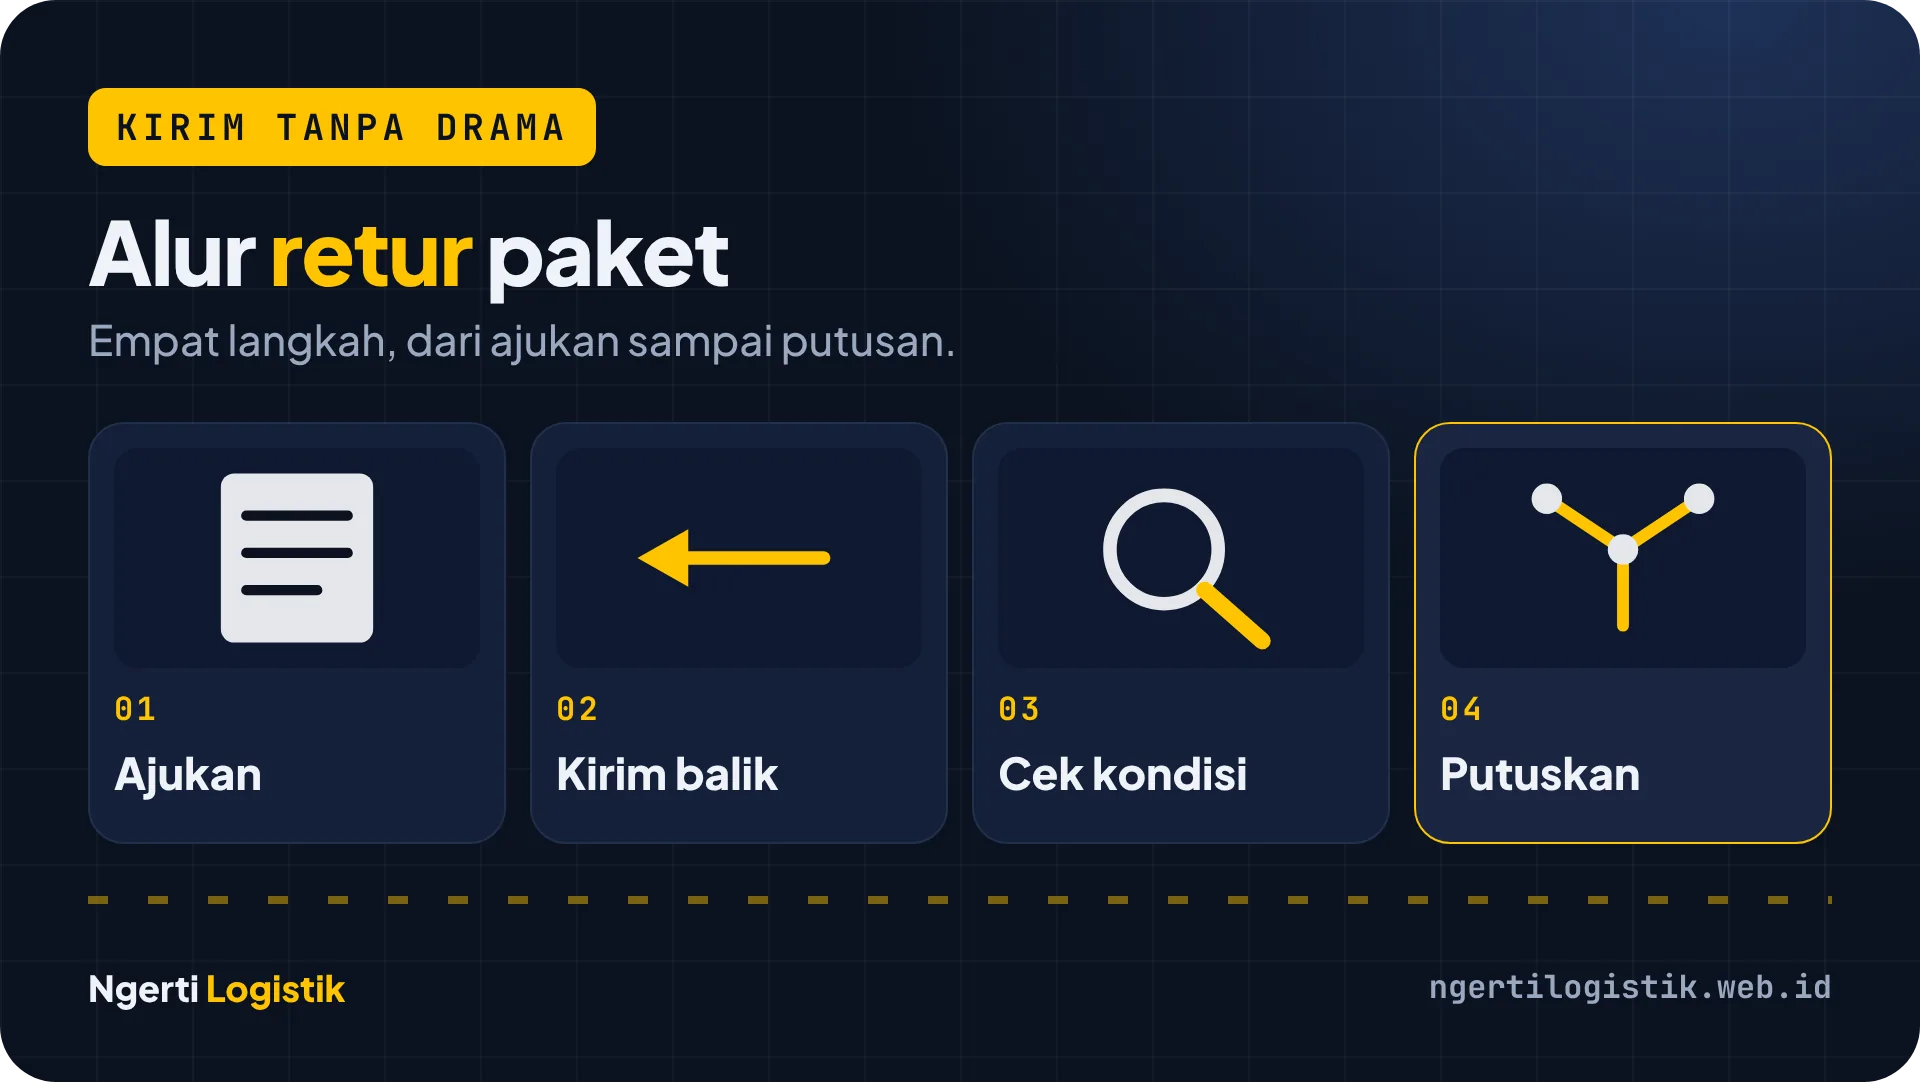 KIRIM TANPA DRAMA
Alur retur paket
Empat langkah, dari ajukan sampai putusan.
01
Ajukan
02
Kirim balik
03
Cek kondisi
04
Putuskan
Ngerti Logistik
ngertilogistik.web.id